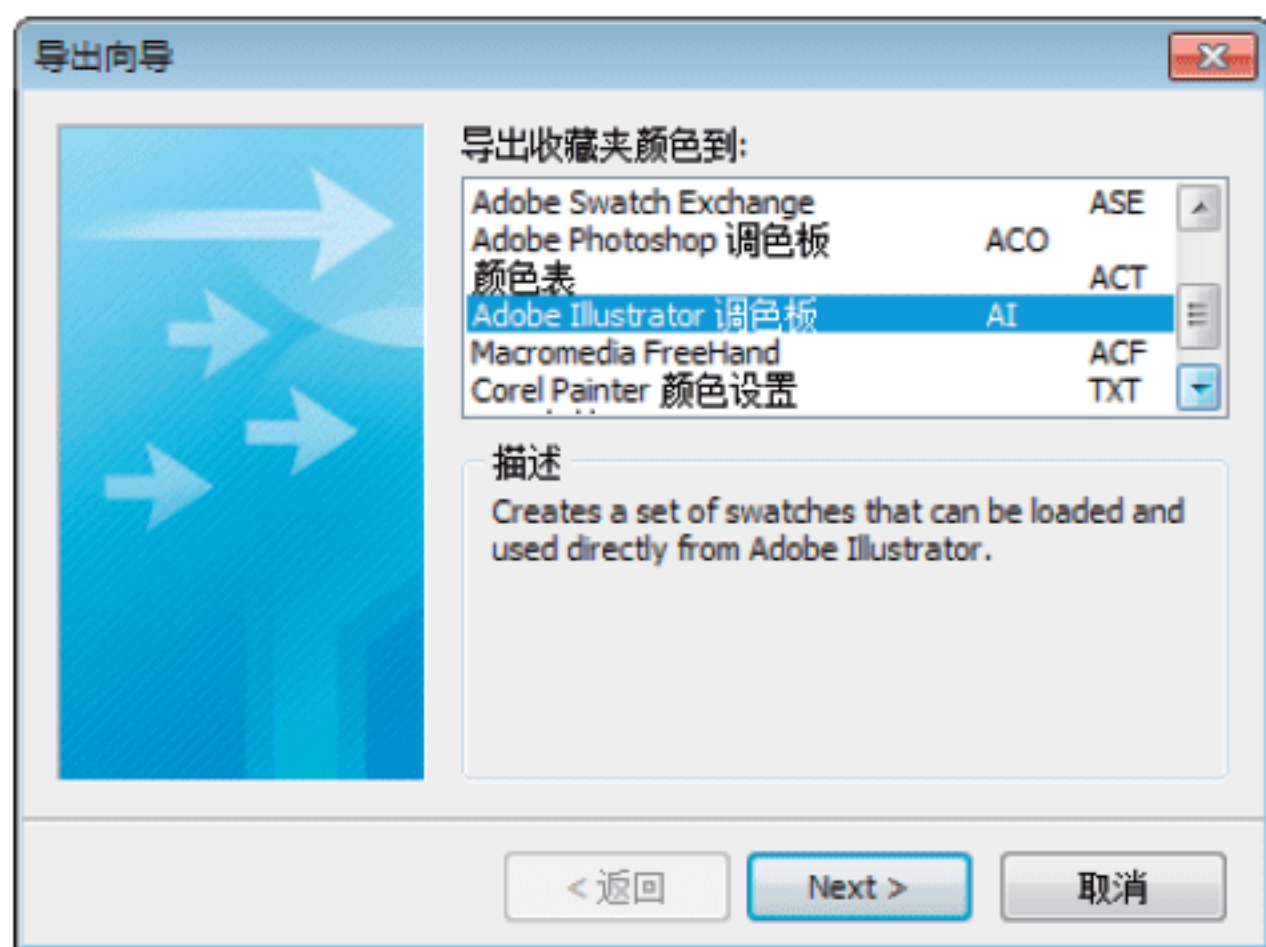 导出向导
导出收藏夹颜色到:
Adobe Swatch Exchange ASE
Adobe Photoshop 调色板 ACO
颜色表 ACT
Adobe Illustrator 调色板 AI
Macromedia FreeHand ACF
Corel Painter 颜色设置 TXT
描述
Creates a set of swatches that can be loaded and
used directly from Adobe Illustrator.
< 返回 Next > 取消